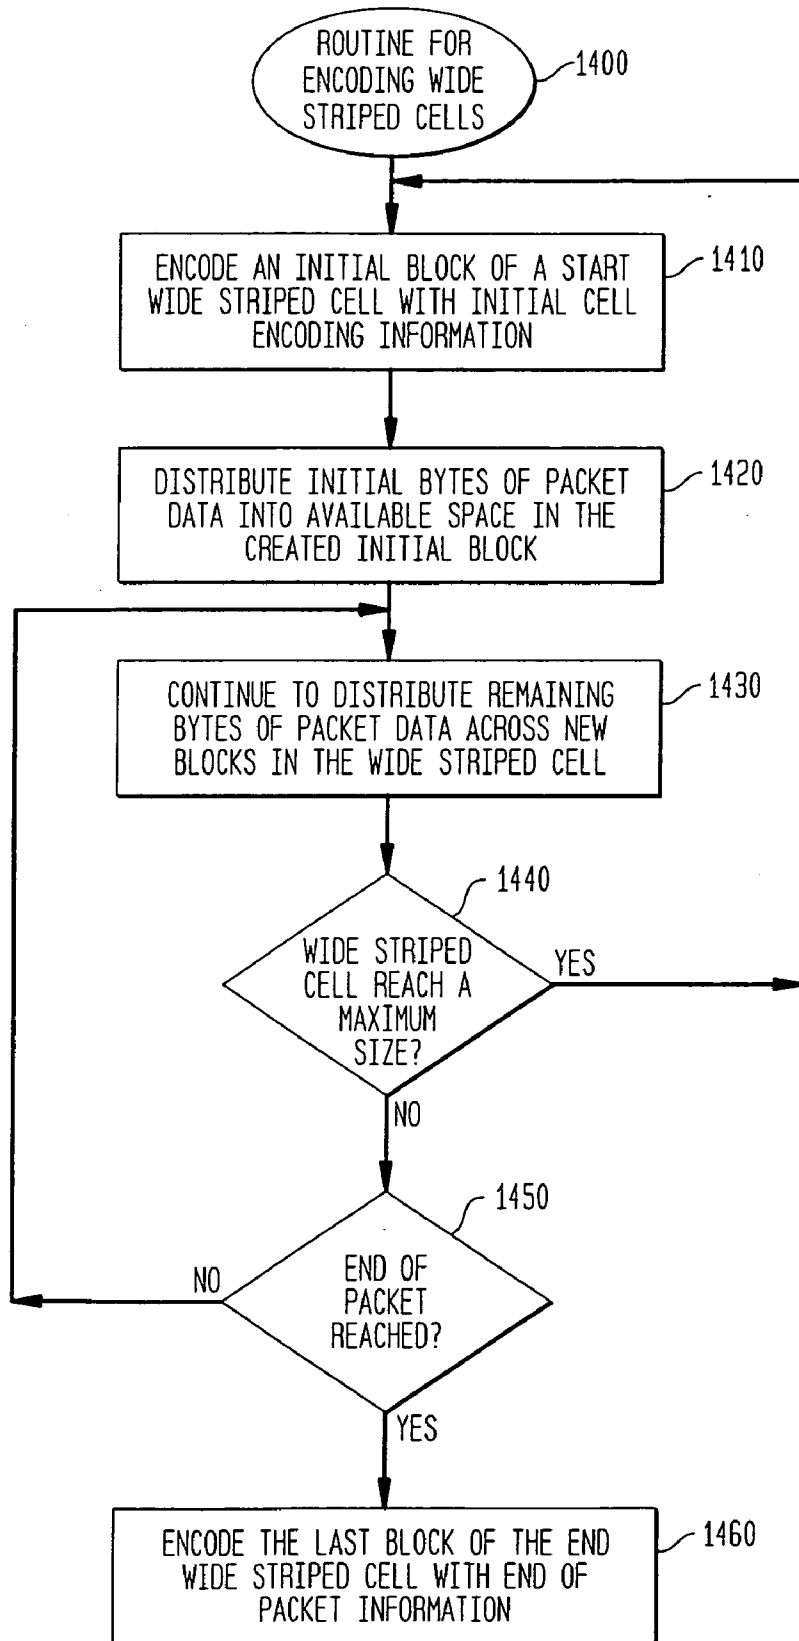 ROUTINE FOR
ENCODING WIDE
STRIPED CELLS
1400
ENCODE AN INITIAL BLOCK OF A START
WIDE STRIPED CELL WITH INITIAL CELL
ENCODING INFORMATION
1410
DISTRIBUTE INITIAL BYTES OF PACKET
DATA INTO AVAILABLE SPACE IN THE
CREATED INITIAL BLOCK
1420
CONTINUE TO DISTRIBUTE REMAINING
BYTES OF PACKET DATA ACROSS NEW
BLOCKS IN THE WIDE STRIPED CELL
1430
WIDE STRIPED
CELL REACH A
MAXIMUM
SIZE?
1440
YES
NO
END OF
PACKET
REACHED?
1450
NO
YES
ENCODE THE LAST BLOCK OF THE END
WIDE STRIPED CELL WITH END OF
PACKET INFORMATION
1460